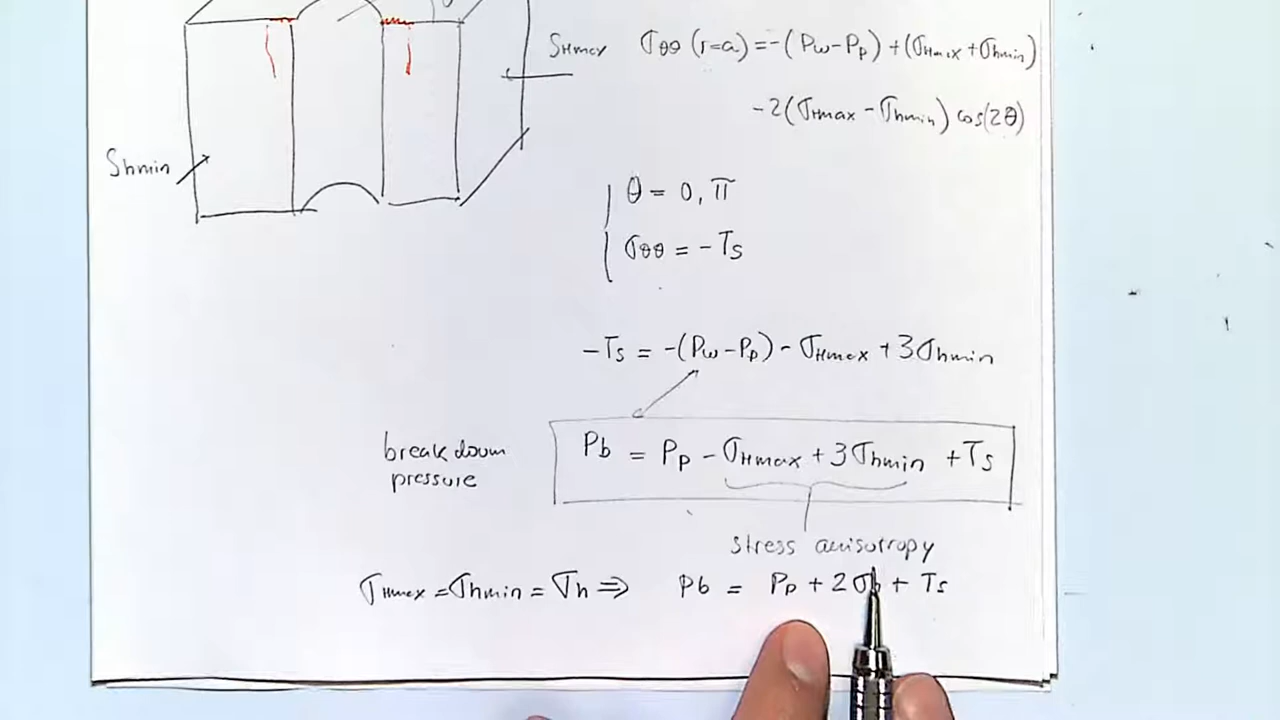 θ
SHmax
σθθ (r=a) = -(Pw-Pp) + (σHmax + σhmin)
-2(σHmax - σhmin) cos(2θ)
Shmin
θ = 0, π
σθθ = -Ts
-Ts = -(Pw-Pp) - σHmax + 3σhmin
breakdown
pressure
Pb = Pp - σHmax + 3σhmin + Ts
stress anisotropy
σHmax = σhmin = σh ⇒ Pb = Pp + 2σh + Ts